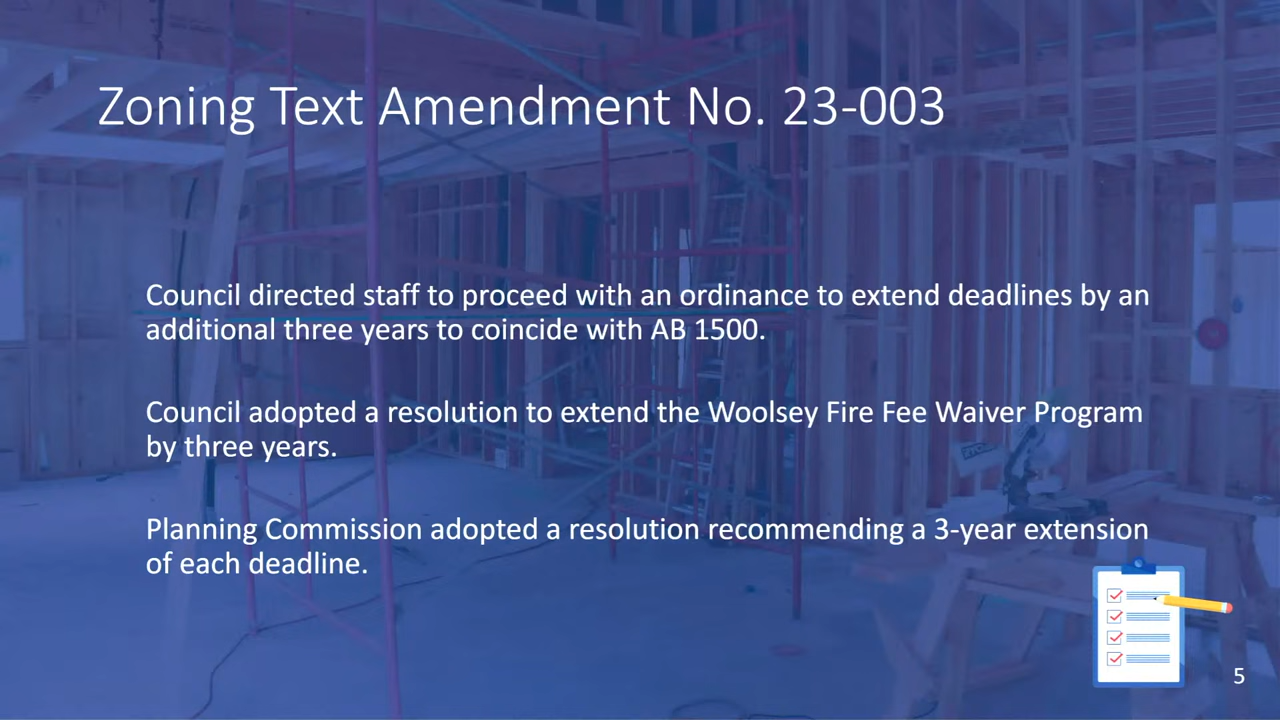 Zoning Text Amendment No. 23-003
Council directed staff to proceed with an ordinance to extend deadlines by an
additional three years to coincide with AB 1500.
Council adopted a resolution to extend the Woolsey Fire Fee Waiver Program
by three years.
Planning Commission adopted a resolution recommending a 3-year extension
of each deadline.
RYOBI
5